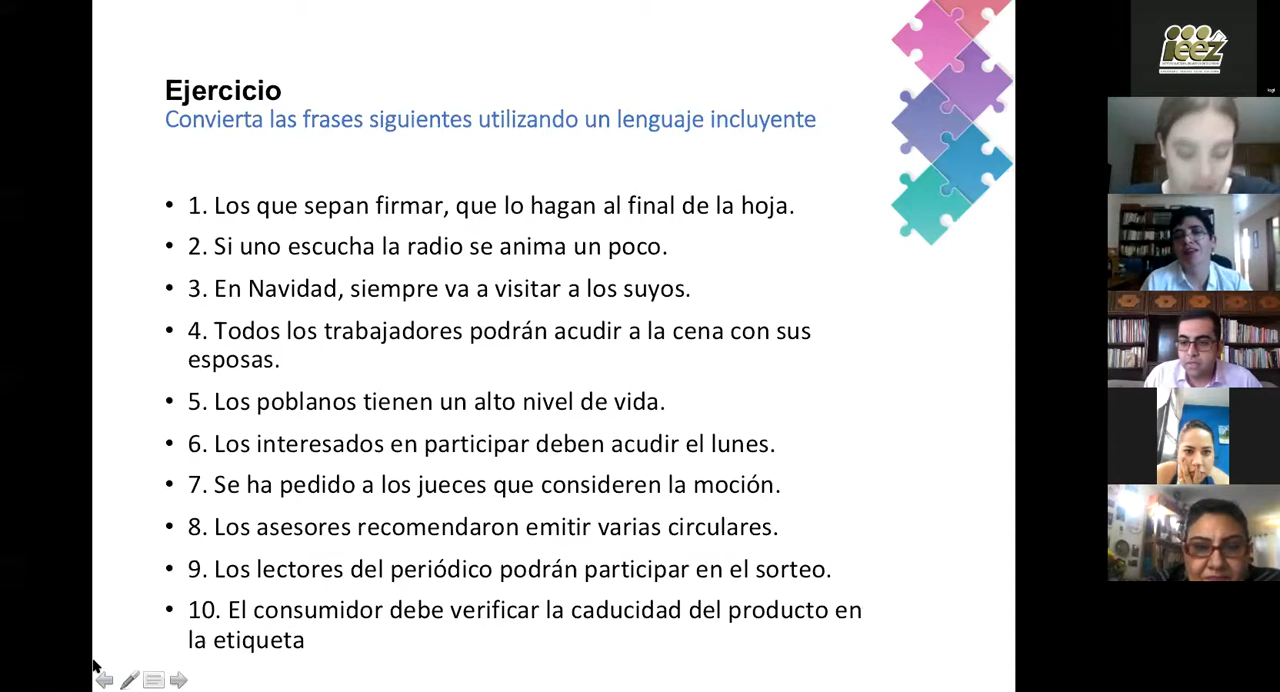 Ejercicio
Convierta las frases siguientes utilizando un lenguaje incluyente
• 1. Los que sepan firmar, que lo hagan al final de la hoja.
• 2. Si uno escucha la radio se anima un poco.
• 3. En Navidad, siempre va a visitar a los suyos.
• 4. Todos los trabajadores podrán acudir a la cena con sus
esposas.
• 5. Los poblanos tienen un alto nivel de vida.
• 6. Los interesados en participar deben acudir el lunes.
• 7. Se ha pedido a los jueces que consideren la moción.
• 8. Los asesores recomendaron emitir varias circulares.
• 9. Los lectores del periódico podrán participar en el sorteo.
• 10. El consumidor debe verificar la caducidad del producto en
la etiqueta
ieez